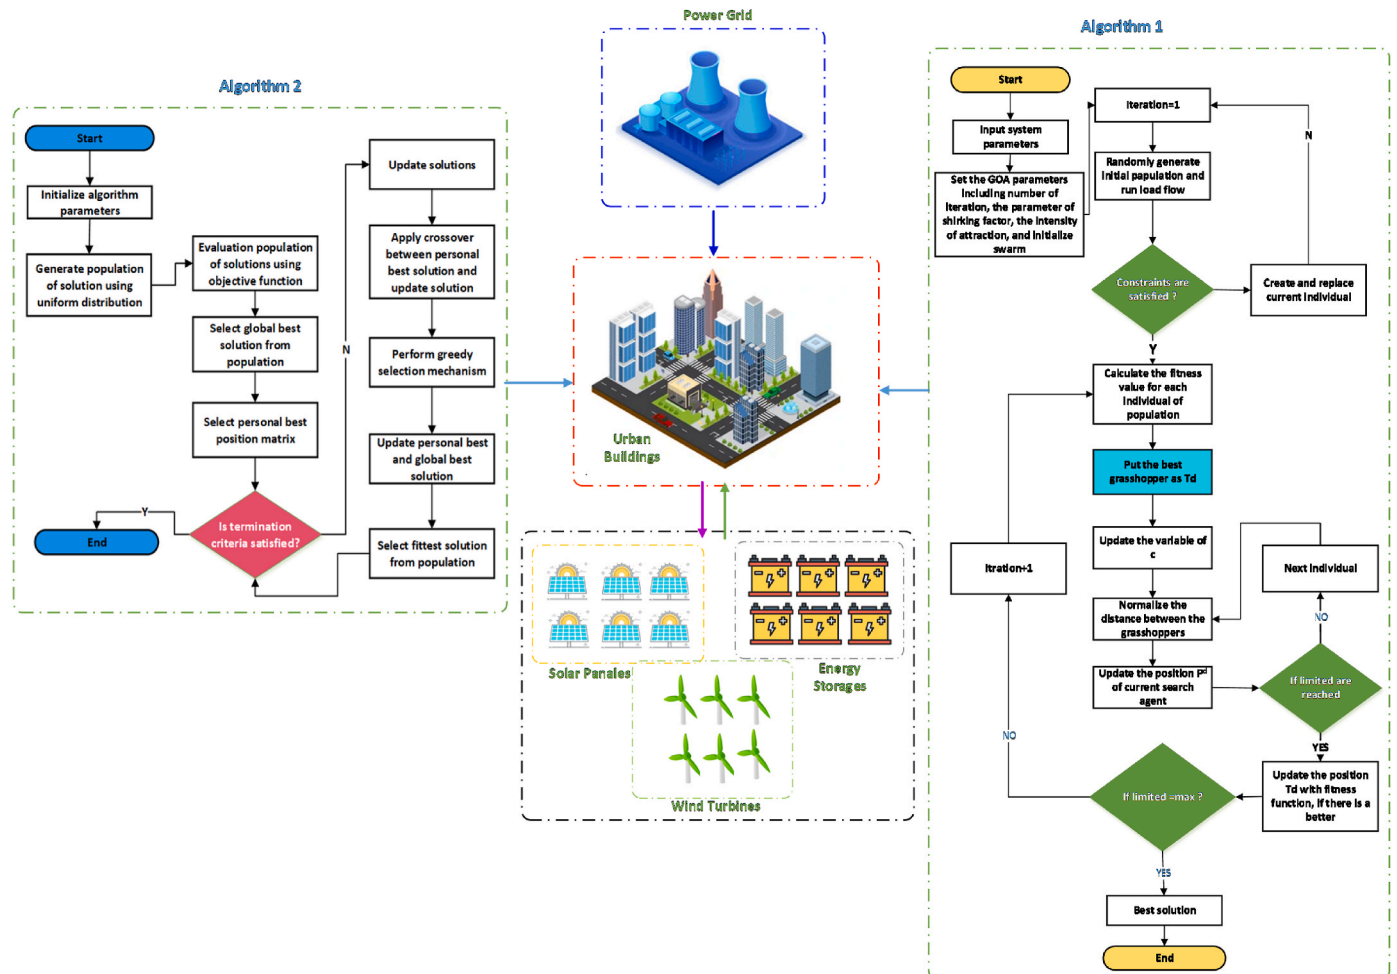 Power Grid
Algorithm 1
Algorithm 2
Start
Initialize algorithm
parameters
Generate population
of solution using
uniform distribution
Evaluation population
of solutions using
objective function
Select global best
solution from
population
Select personal best
position matrix
Is termination
criteria satisfied?
Y
End
N
Update solutions
Apply crossover
between personal
best solution and
update solution
Perform greedy
selection mechanism
Update personal best
and global best
solution
Select fittest solution
from population
Urban
Buildings
Solar Panales
Energy
Storages
Wind Turbines
Start
Input system
parameters
Set the GOA parameters
including number of
iteration, the parameter of
shirking factor, the intensity
of attraction, and initialize
swarm
Iteration=1
Randomly generate
initial papulation and
run load flow
Constraints are
satisfied ?
N
Create and replace
current individual
Y
Calculate the fitness
value for each
individual of
population
Put the best
grasshopper as Td
Update the variable of
c
Normalize the
distance between the
grasshoppers
Update the position Pd
of current search
agent
Next individual
NO
If limited are
reached
YES
Update the position
Td with fitness
function, if there is a
better
If limited =max ?
NO
Itration+1
YES
Best solution
End